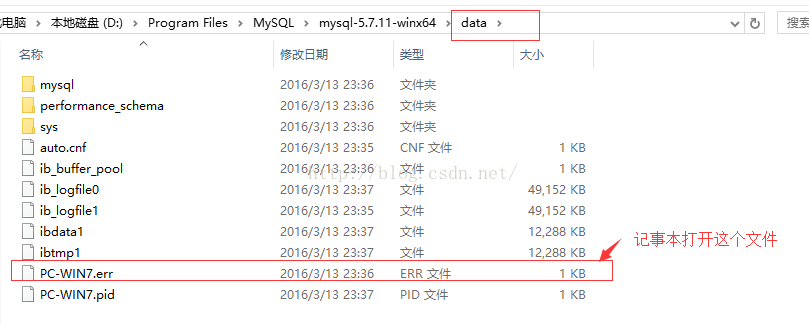 比电脑 › 本地磁盘 (D:) › Program Files › MySQL › mysql-5.7.11-winx64 › data › 搜索
名称 修改日期 类型 大小
mysql 2016/3/13 23:36 文件夹
performance_schema 2016/3/13 23:36 文件夹
sys 2016/3/13 23:36 文件夹
auto.cnf 2016/3/13 23:35 CNF 文件 1 KB
ib_buffer_pool 2016/3/13 23:36 文件 1 KB
ib_logfile0 2016/3/13 23:37 文件 49,152 KB
ib_logfile1 2016/3/13 23:35 文件 49,152 KB
ibdata1 2016/3/13 23:37 文件 12,288 KB
ibtmp1 2016/3/13 23:37 文件 12,288 KB
记事本打开这个文件
PC-WIN7.err 2016/3/13 23:36 ERR 文件 1 KB
PC-WIN7.pid 2016/3/13 23:37 PID 文件 1 KB
http://blog.csdn.net/